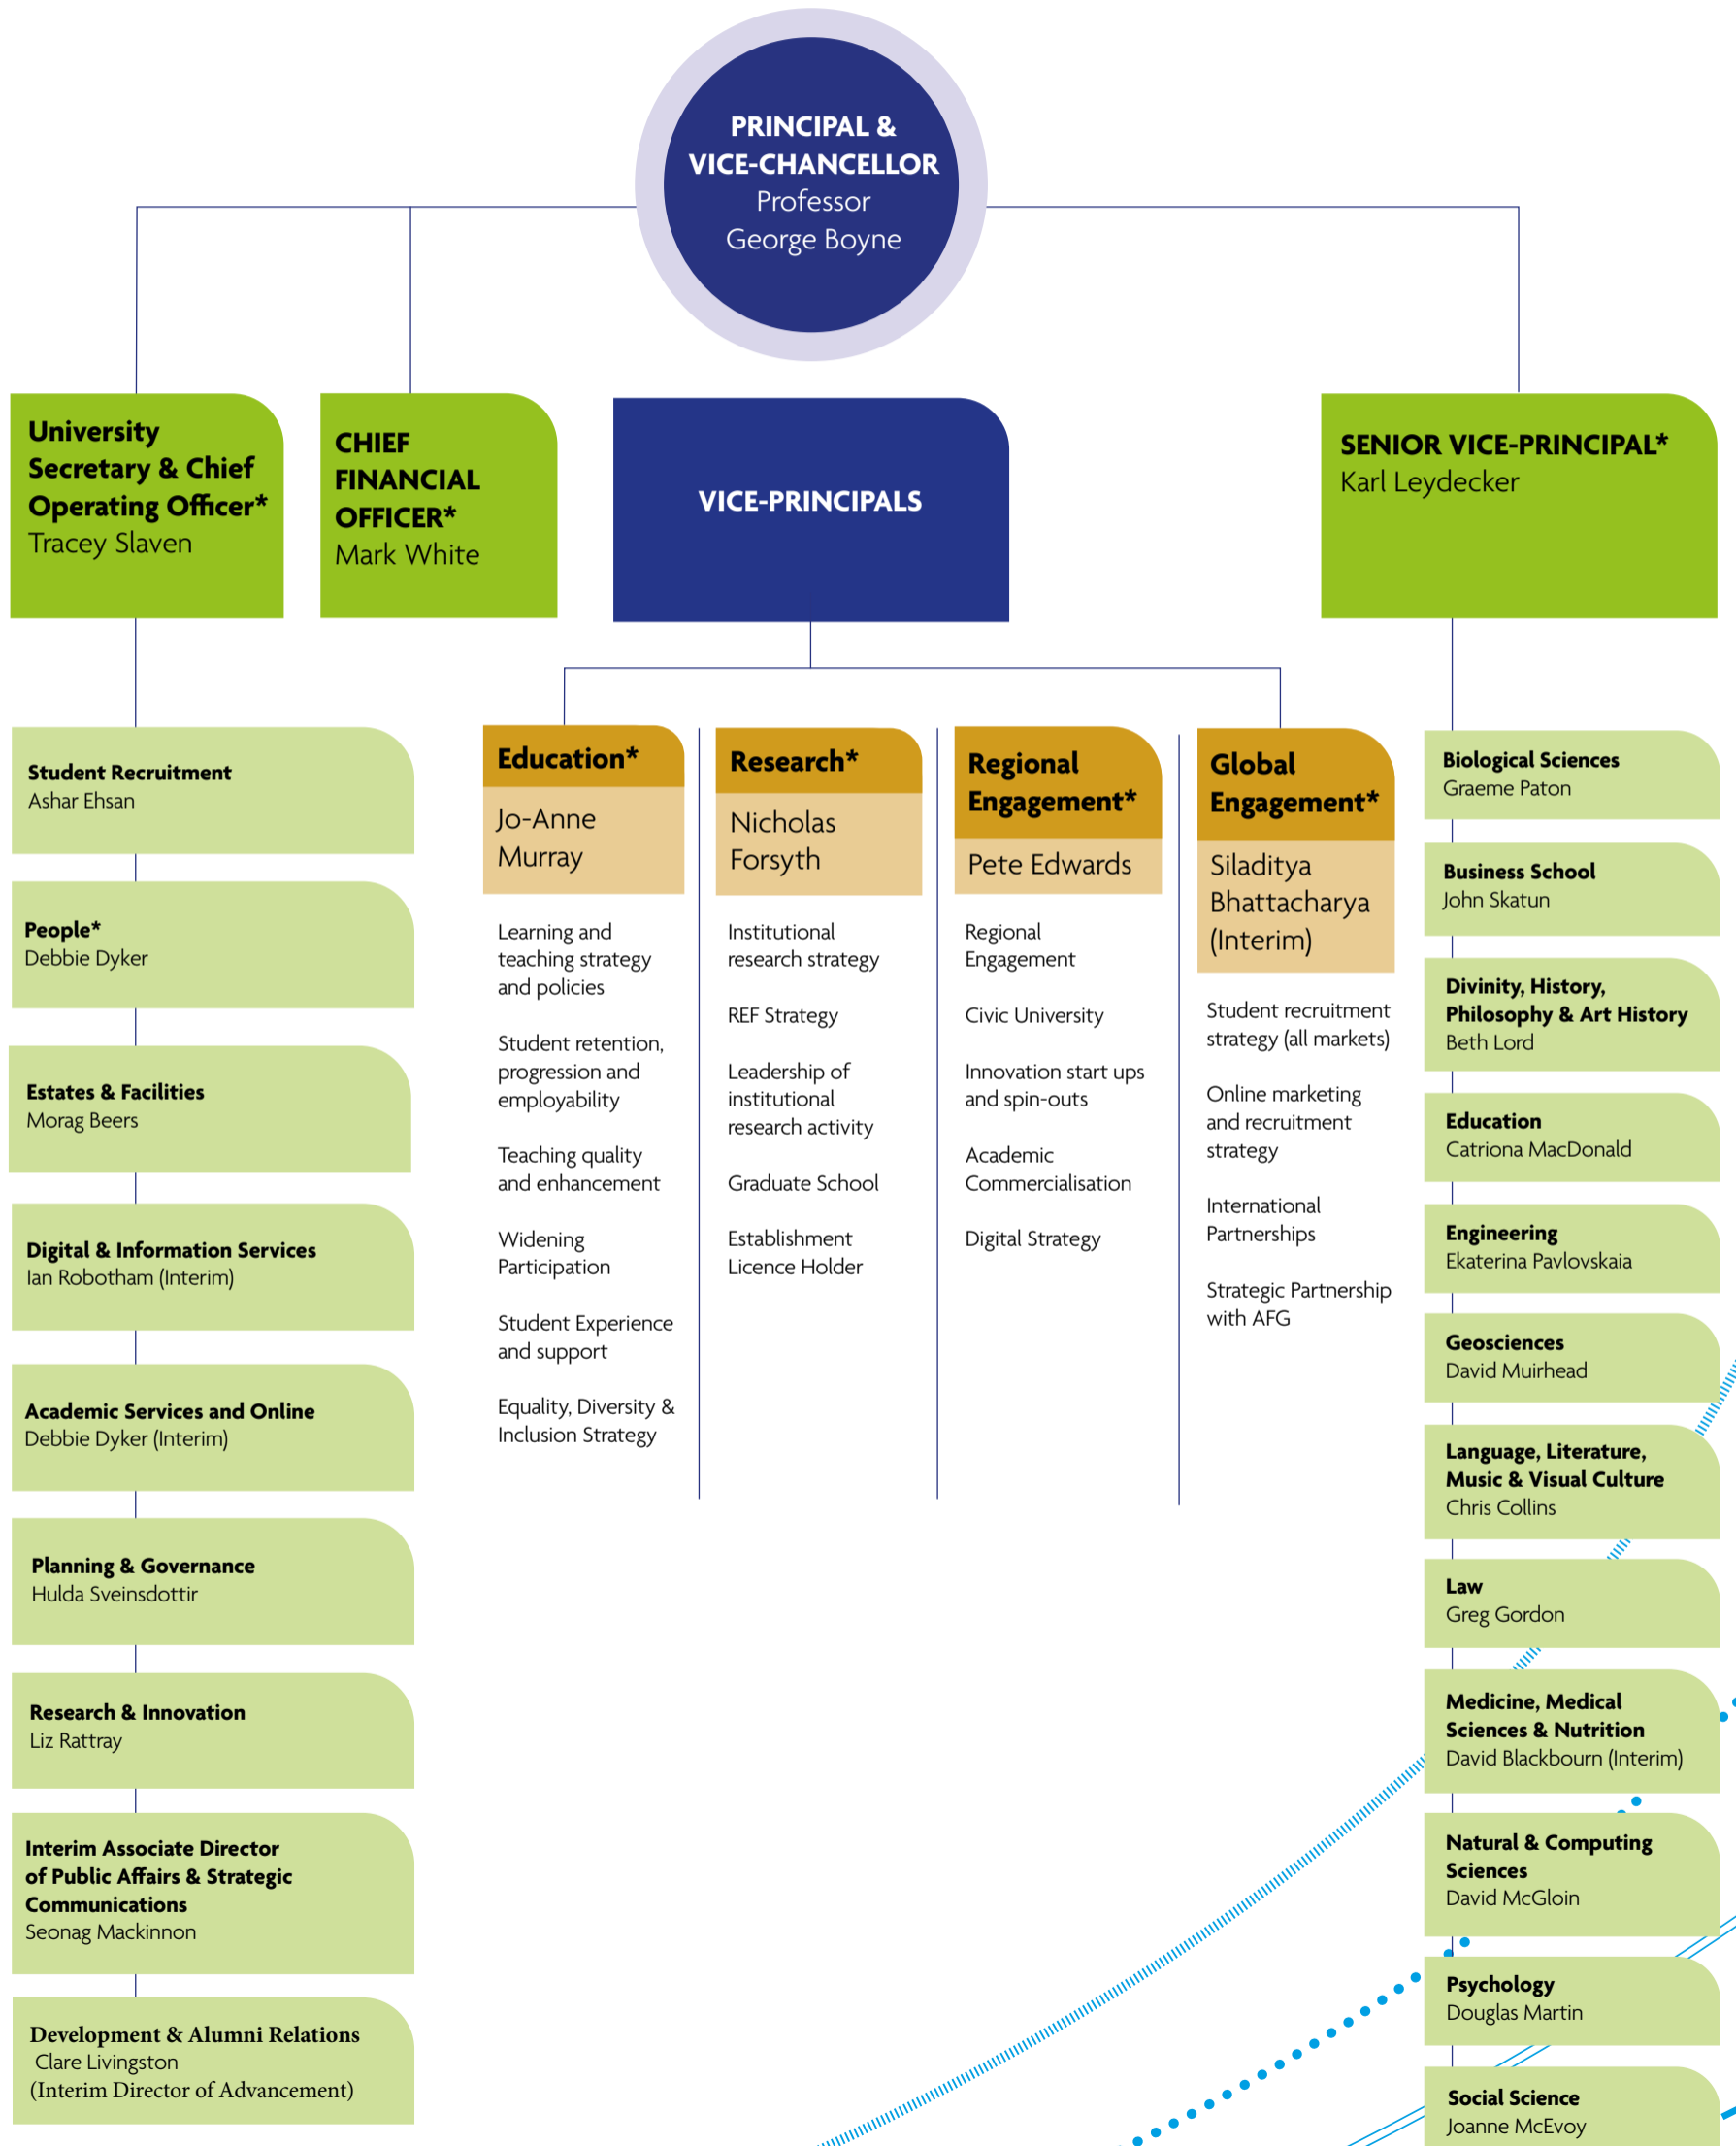 PRINCIPAL &
VICE-CHANCELLOR
Professor
George Boyne
University
Secretary & Chief
Operating Officer*
Tracey Slaven
CHIEF
FINANCIAL
OFFICER*
Mark White
VICE-PRINCIPALS
SENIOR VICE-PRINCIPAL*
Karl Leydecker
Student Recruitment
Ashar Ehsan
People*
Debbie Dyker
Estates & Facilities
Morag Beers
Digital & Information Services
Ian Robotham (Interim)
Academic Services and Online
Debbie Dyker (Interim)
Planning & Governance
Hulda Sveinsdottir
Research & Innovation
Liz Rattray
Interim Associate Director
of Public Affairs & Strategic
Communications
Seonag Mackinnon
Development & Alumni Relations
Clare Livingston
(Interim Director of Advancement)
Education*
Jo-Anne
Murray
Learning and
teaching strategy
and policies
Student retention,
progression and
employability
Teaching quality
and enhancement
Widening
Participation
Student Experience
and support
Equality, Diversity &
Inclusion Strategy
Research*
Nicholas
Forsyth
Institutional
research strategy
REF Strategy
Leadership of
institutional
research activity
Graduate School
Establishment
Licence Holder
Regional
Engagement*
Pete Edwards
Regional
Engagement
Civic University
Innovation start ups
and spin-outs
Academic
Commercialisation
Digital Strategy
Global
Engagement*
Siladitya
Bhattacharya
(Interim)
Student recruitment
strategy (all markets)
Online marketing
and recruitment
strategy
International
Partnerships
Strategic Partnership
with AFG
Biological Sciences
Graeme Paton
Business School
John Skatun
Divinity, History,
Philosophy & Art History
Beth Lord
Education
Catriona MacDonald
Engineering
Ekaterina Pavlovskaia
Geosciences
David Muirhead
Language, Literature,
Music & Visual Culture
Chris Collins
Law
Greg Gordon
Medicine, Medical
Sciences & Nutrition
David Blackbourn (Interim)
Natural & Computing
Sciences
David McGloin
Psychology
Douglas Martin
Social Science
Joanne McEvoy